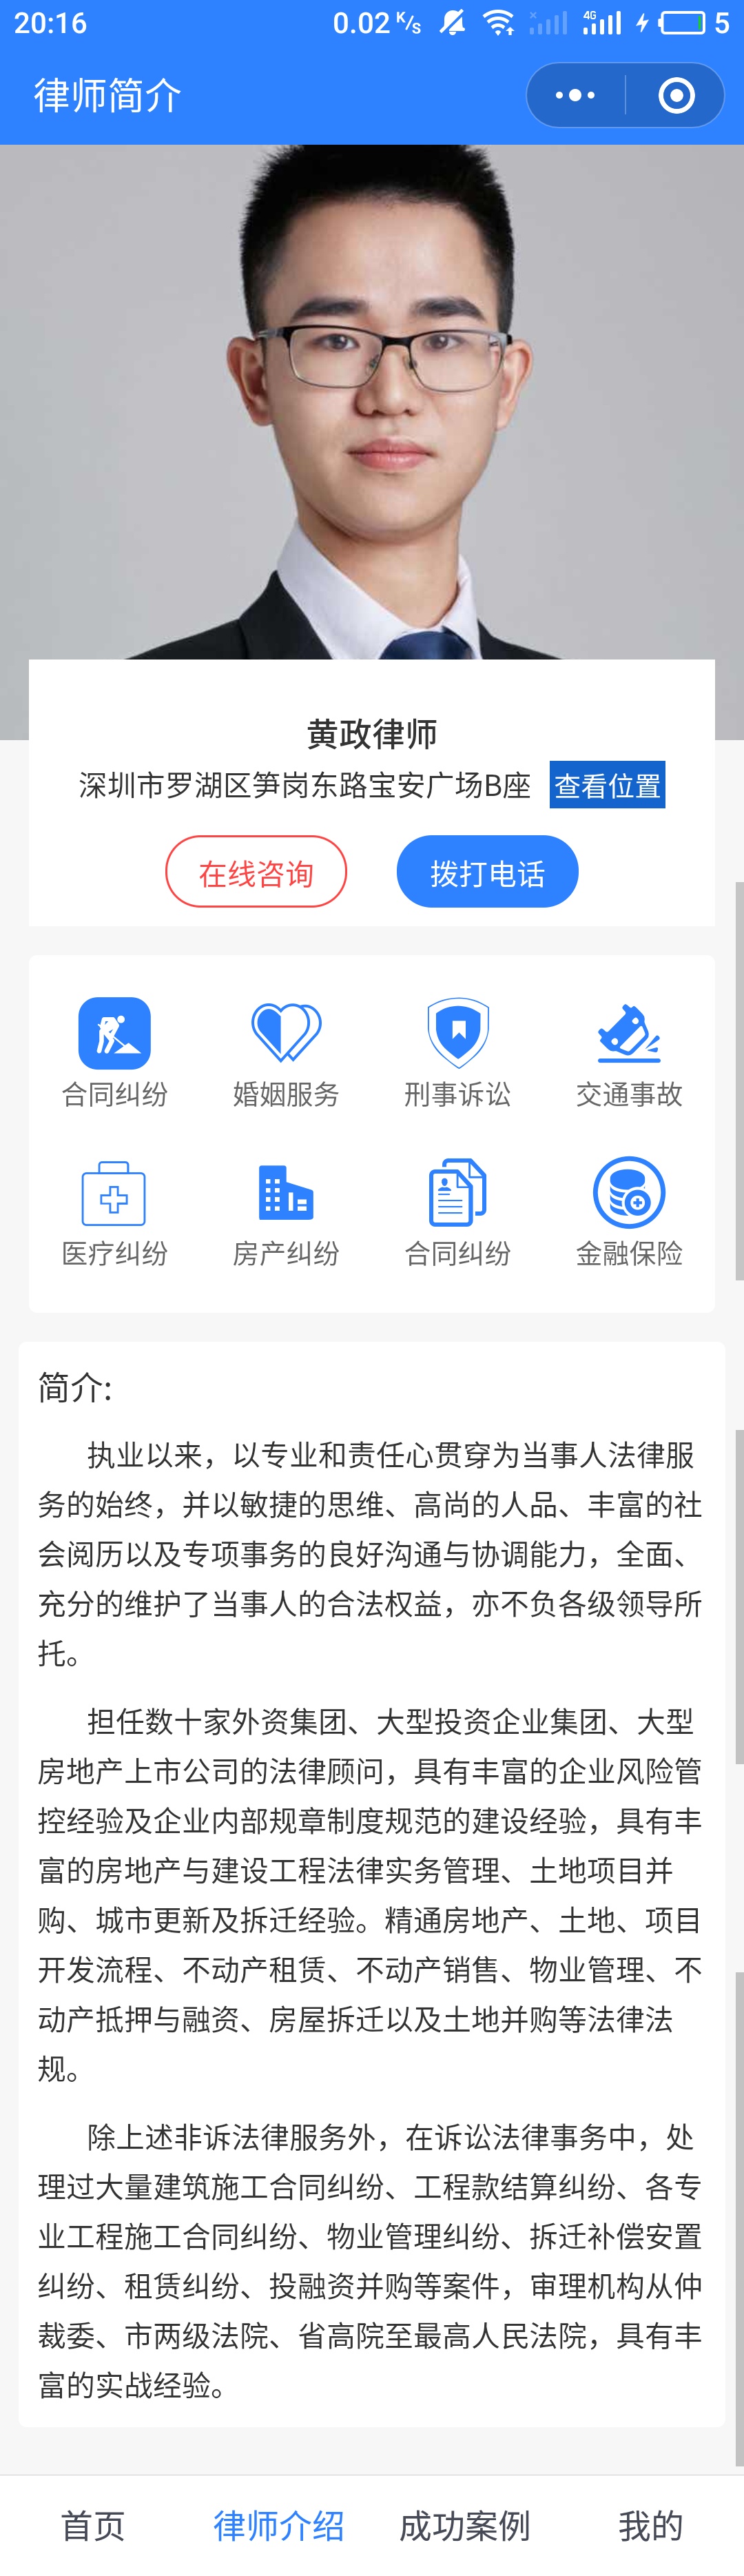 20:16
0.02 K/S
4G
5
律师简介
黄政律师
深圳市罗湖区笋岗东路宝安广场B座 查看位置
在线咨询 拨打电话
合同纠纷 婚姻服务 刑事诉讼 交通事故
医疗纠纷 房产纠纷 合同纠纷 金融保险
简介:
执业以来，以专业和责任心贯穿为当事人法律服
务的始终，并以敏捷的思维、高尚的人品、丰富的社
会阅历以及专项事务的良好沟通与协调能力，全面、
充分的维护了当事人的合法权益，亦不负各级领导所
托。
担任数十家外资集团、大型投资企业集团、大型
房地产上市公司的法律顾问，具有丰富的企业风险管
控经验及企业内部规章制度规范的建设经验，具有丰
富的房地产与建设工程法律实务管理、土地项目并
购、城市更新及拆迁经验。精通房地产、土地、项目
开发流程、不动产租赁、不动产销售、物业管理、不
动产抵押与融资、房屋拆迁以及土地并购等法律法
规。
除上述非诉法律服务外，在诉讼法律事务中，处
理过大量建筑施工合同纠纷、工程款结算纠纷、各专
业工程施工合同纠纷、物业管理纠纷、拆迁补偿安置
纠纷、租赁纠纷、投融资并购等案件，审理机构从仲
裁委、市两级法院、省高院至最高人民法院，具有丰
富的实战经验。
首页 律师介绍 成功案例 我的